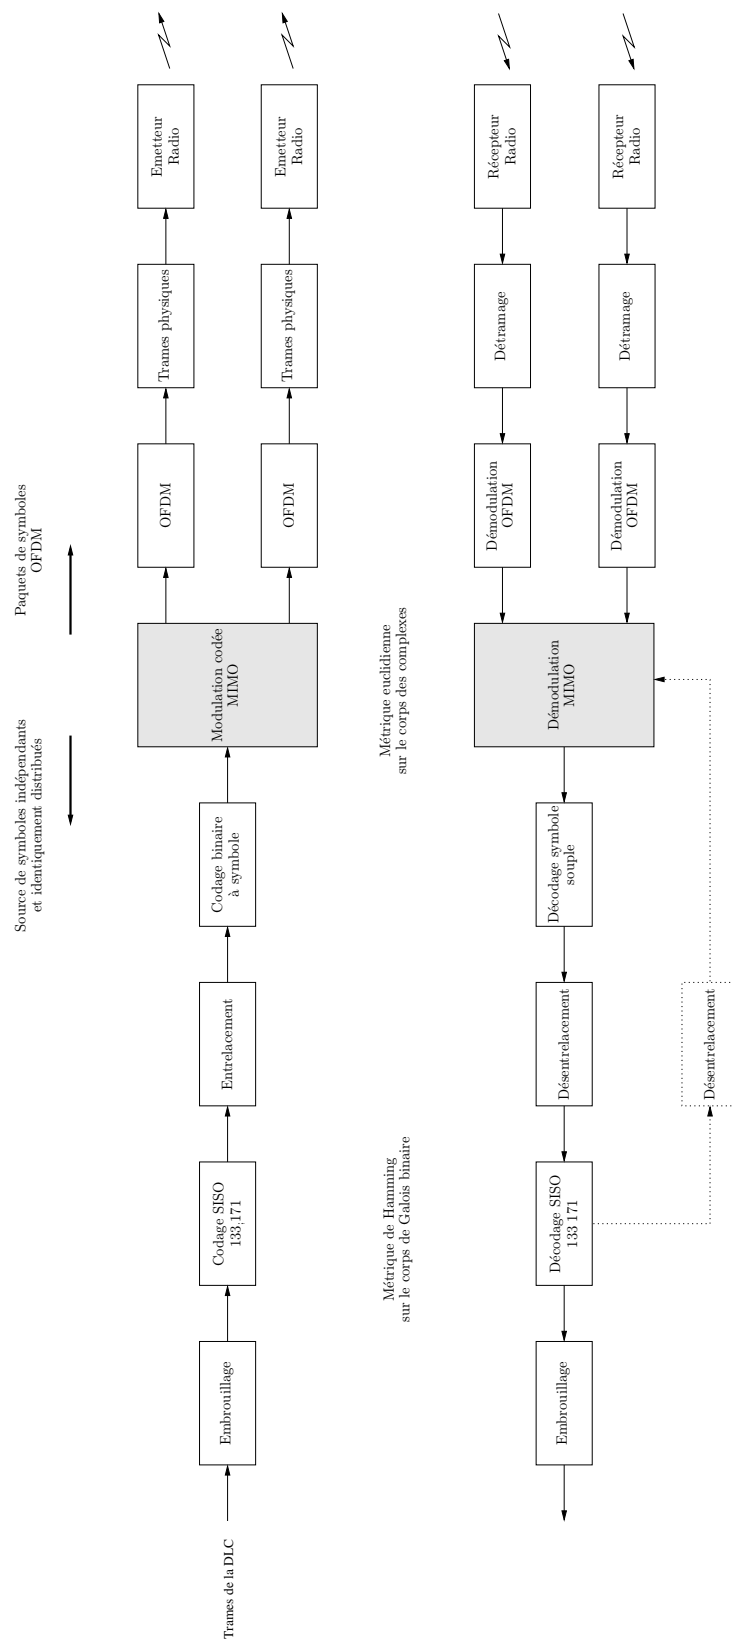 Source de symboles indépendants
et identiquement distribués
Paquets de symboles
OFDM
Trames de la DLC
Embrouillage
Codage SISO
133,171
Entrelacement
Codage binaire
à symbole
Modulation codée
MIMO
OFDM
Trames physiques
Emetteur
Radio
OFDM
Trames physiques
Emetteur
Radio
Métrique de Hamming
sur le corps de Galois binaire
Métrique euclidienne
sur le corps des complexes
Embrouillage
Décodage SISO
133 171
Désentrelacement
Décodage symbole
souple
Démodulation
MIMO
Démodulation
OFDM
Détramage
Récepteur
Radio
Démodulation
OFDM
Détramage
Récepteur
Radio
Désentrelacement